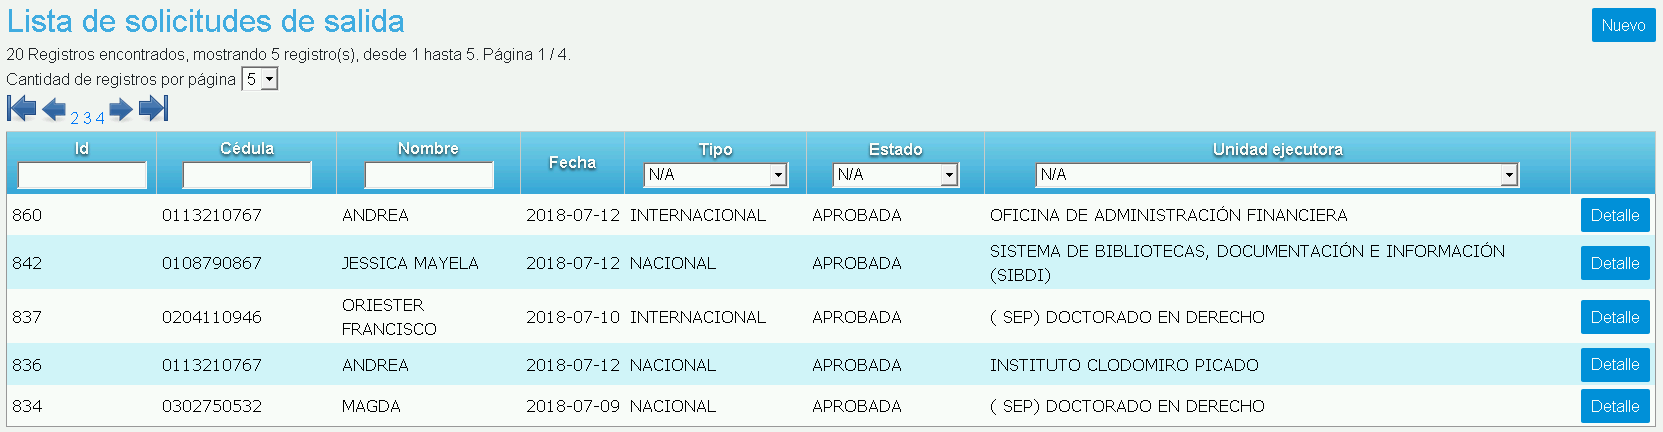 Lista de solicitudes de salida
Nuevo
20 Registros encontrados, mostrando 5 registro(s), desde 1 hasta 5. Página 1 / 4.
Cantidad de registros por página 5
2 3 4
Id Cédula Nombre Fecha Tipo Estado Unidad ejecutora
N/A N/A N/A
860 0113210767 ANDREA 2018-07-12 INTERNACIONAL APROBADA OFICINA DE ADMINISTRACIÓN FINANCIERA Detalle
842 0108790867 JESSICA MAYELA 2018-07-12 NACIONAL APROBADA SISTEMA DE BIBLIOTECAS, DOCUMENTACIÓN E INFORMACIÓN
(SIBDI) Detalle
837 0204110946 ORIESTER
FRANCISCO 2018-07-10 INTERNACIONAL APROBADA ( SEP) DOCTORADO EN DERECHO Detalle
836 0113210767 ANDREA 2018-07-12 NACIONAL APROBADA INSTITUTO CLODOMIRO PICADO Detalle
834 0302750532 MAGDA 2018-07-09 NACIONAL APROBADA ( SEP) DOCTORADO EN DERECHO Detalle